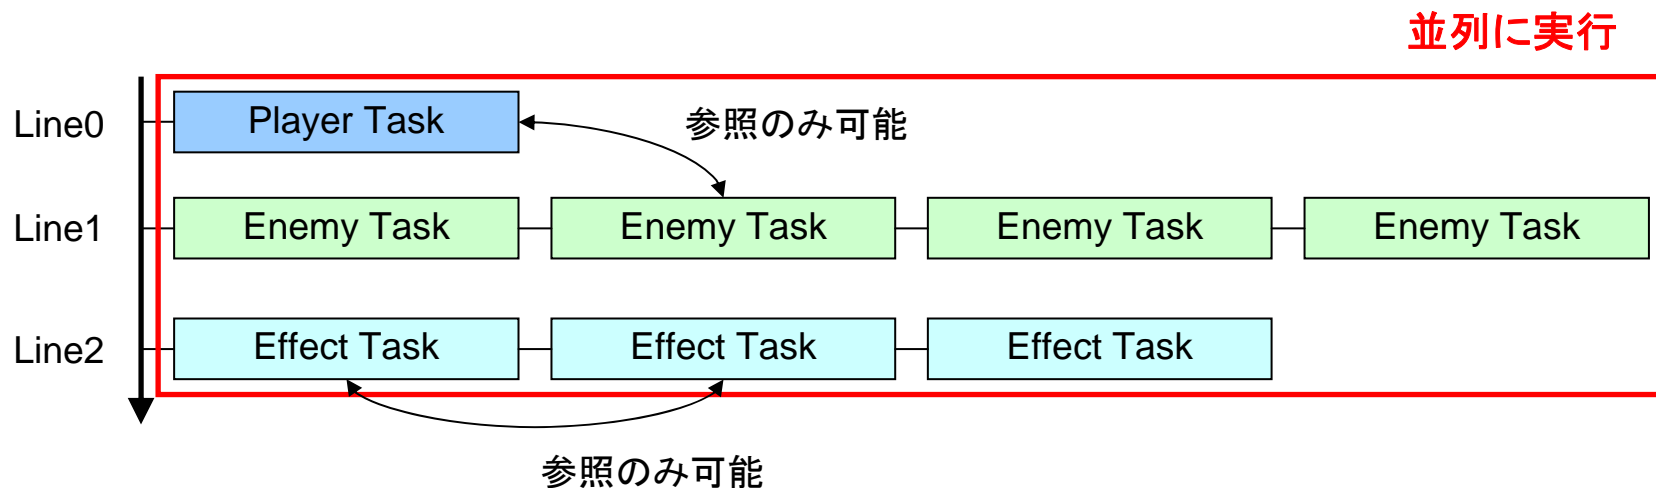 並列に実行
Line0
Player Task
参照のみ可能
Line1
Enemy Task
Enemy Task
Enemy Task
Enemy Task
Line2
Effect Task
Effect Task
Effect Task
参照のみ可能